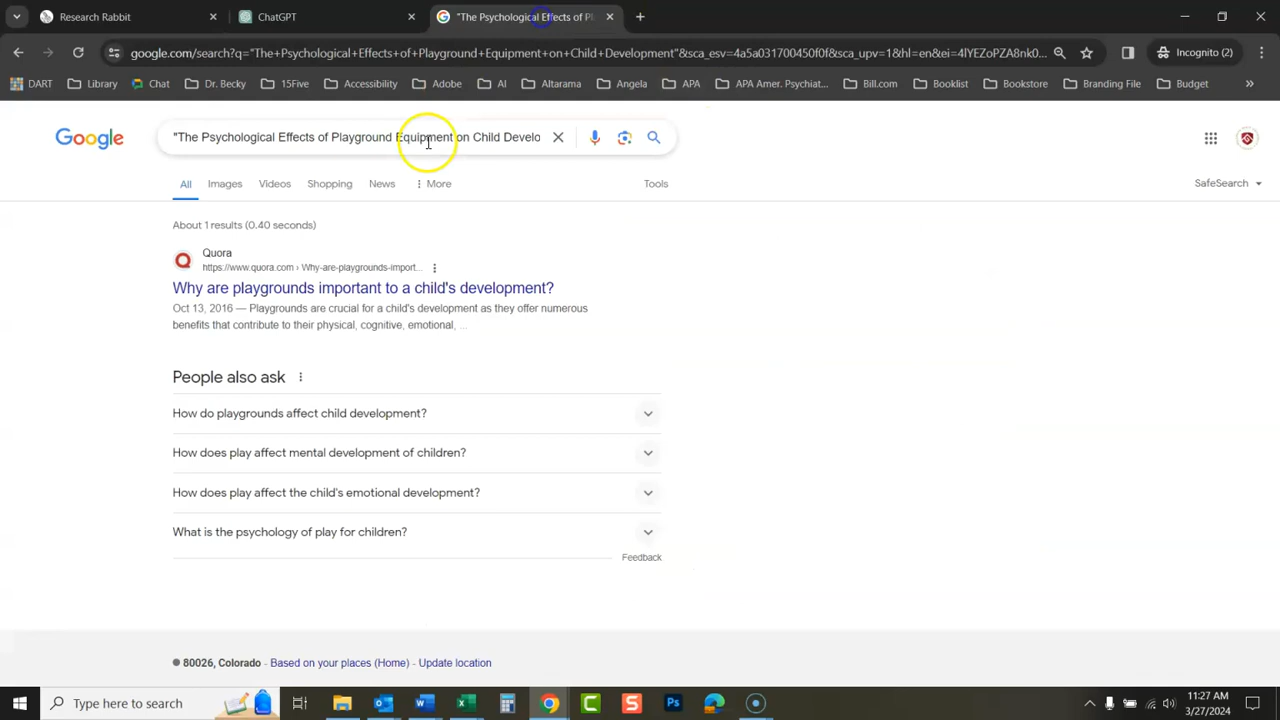 Research Rabbit
ChatGPT
"The Psychological Effects of Pl
google.com/search?q="The+Psychological+Effects+of+Playground+Equipment+on+Child+Development"&sca_esv=4a5a031700450f0f&sca_upv=1&hl=en&ei=4lYEZoPZA8nk0...
Incognito (2)
DART
Library
Chat
Dr. Becky
15Five
Accessibility
Adobe
AI
Altarama
Angela
APA
APA Amer. Psychiat...
Bill.com
Booklist
Bookstore
Branding File
Budget
»
Google
"The Psychological Effects of Playground Equipment on Child Develo
All
Images
Videos
Shopping
News
More
Tools
SafeSearch
About 1 results (0.40 seconds)
Quora
https://www.quora.com › Why-are-playgrounds-import...
Why are playgrounds important to a child's development?
Oct 13, 2016 — Playgrounds are crucial for a child's development as they offer numerous
benefits that contribute to their physical, cognitive, emotional, ...
People also ask
How do playgrounds affect child development?
How does play affect mental development of children?
How does play affect the child's emotional development?
What is the psychology of play for children?
Feedback
80026, Colorado - Based on your places (Home) - Update location
Type here to search
11:27 AM
3/27/2024